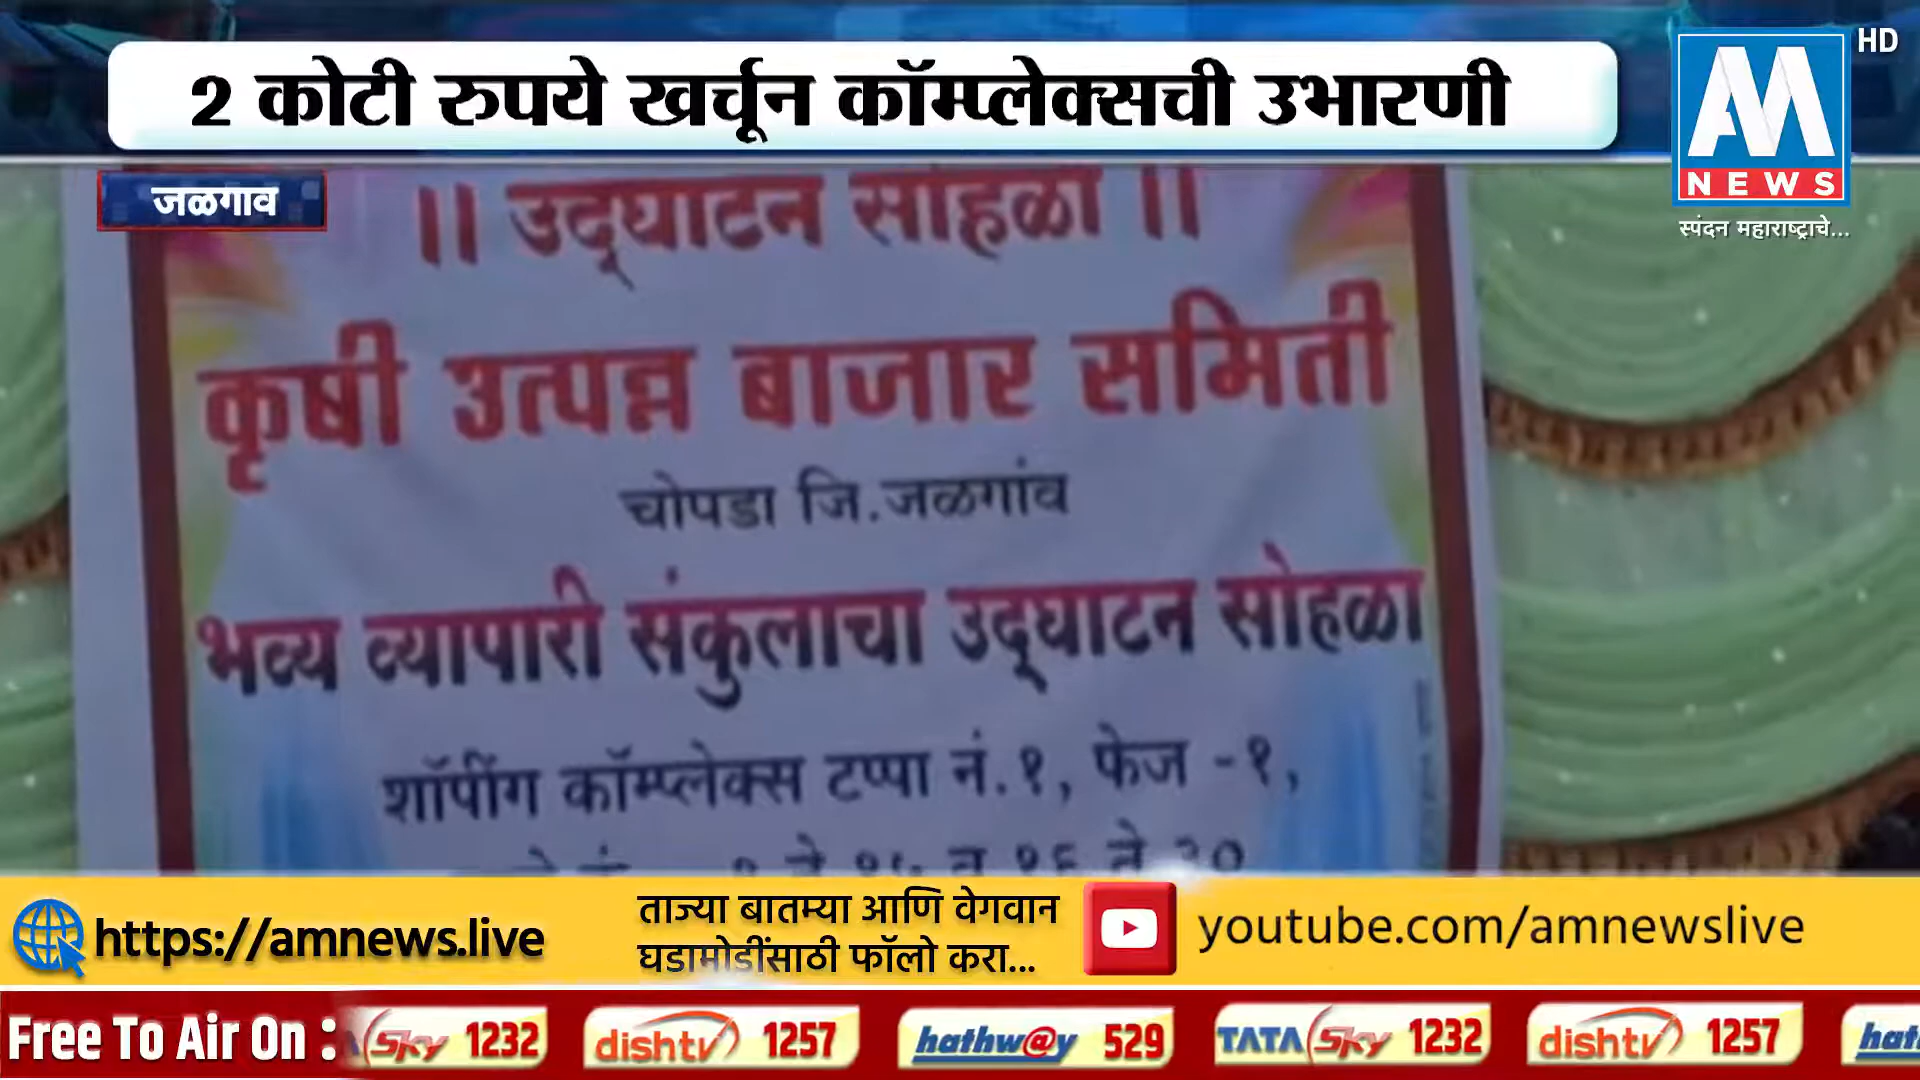 2 कोटी रुपये खर्चून कॉम्प्लेक्सची उभारणी
HD
AM
NEWS
स्पंदन महाराष्ट्राचे...
जळगाव
।। उद्घाटन सोहळा ।।
कृषी उत्पन्न बाजार समिती
चोपडा जि.जळगांव
भव्य व्यापारी संकुलाचा उद्घाटन सोहळा
शॉपींग कॉम्प्लेक्स टप्पा नं.१, फेज -१,
https://amnews.live
ताज्या बातम्या आणि वेगवान
घडामोडींसाठी फॉलो करा...
youtube.com/amnewslive
Free To Air On : Sky 1232 dishtv 1257 hathw@y 529 TATA Sky 1232 dishtv 1257